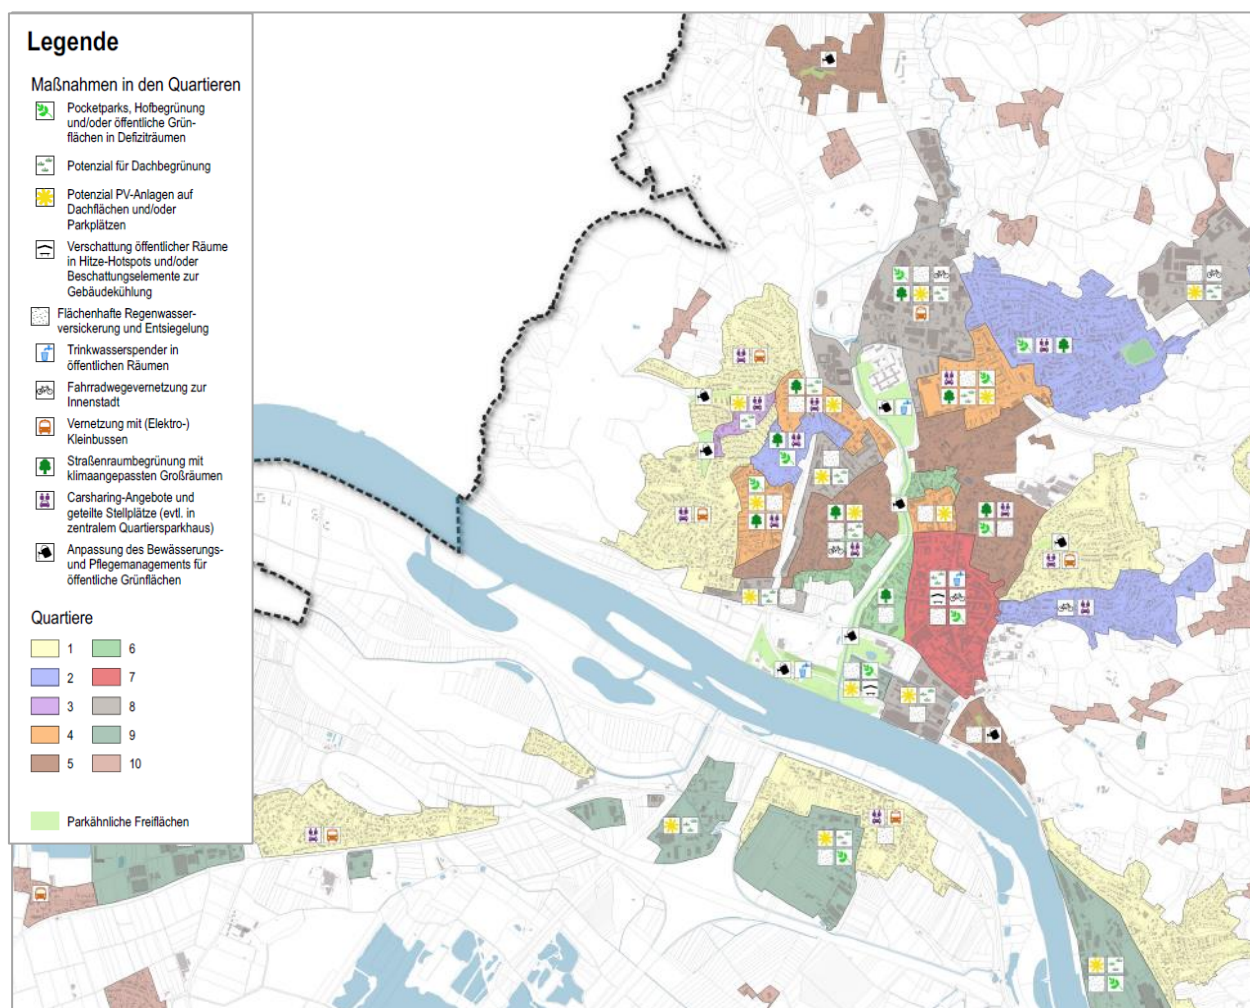 Legende
Maßnahmen in den Quartieren
Pocketparks, Hofbegrünung
und/oder öffentliche Grün-
flächen in Defiziträumen
Potenzial für Dachbegrünung
Potenzial PV-Anlagen auf
Dachflächen und/oder
Parkplätzen
Verschattung öffentlicher Räume
in Hitze-Hotspots und/oder
Beschattungselemente zur
Gebäudekühlung
Flächenhafte Regenwasser-
versickerung und Entsiegelung
Trinkwasserspender in
öffentlichen Räumen
Fahrradwegevernetzung zur
Innenstadt
Vernetzung mit (Elektro-)
Kleinbussen
Straßenraumbegrünung mit
klimaangepassten Großräumen
Carsharing-Angebote und
geteilte Stellplätze (evtl. in
zentralem Quartiersparkhaus)
Anpassung des Bewässerungs-
und Pflegemanagements für
öffentliche Grünflächen
Quartiere
1 6
2 7
3 8
4 9
5 10
Parkähnliche Freiflächen